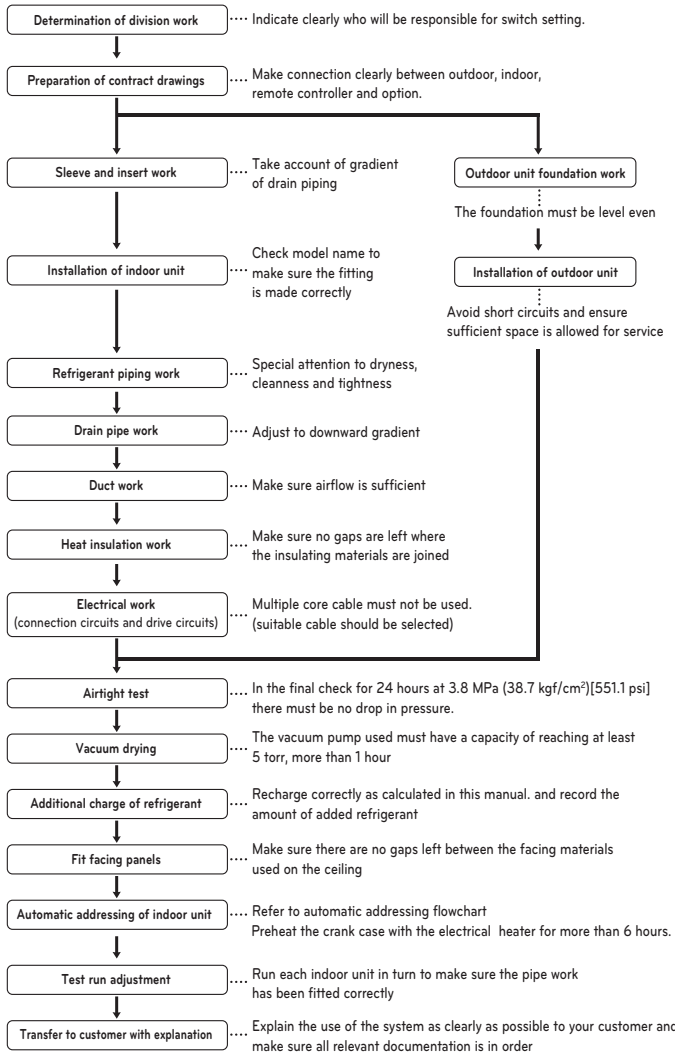 Determination of division work
Indicate clearly who will be responsible for switch setting.
Preparation of contract drawings
Make connection clearly between outdoor, indoor,
remote controller and option.
Sleeve and insert work
Take account of gradient
of drain piping
Outdoor unit foundation work
The foundation must be level even
Installation of indoor unit
Check model name to
make sure the fitting
is made correctly
Installation of outdoor unit
Avoid short circuits and ensure
sufficient space is allowed for service
Refrigerant piping work
Special attention to dryness,
cleanness and tightness
Drain pipe work
Adjust to downward gradient
Duct work
Make sure airflow is sufficient
Heat insulation work
Make sure no gaps are left where
the insulating materials are joined
Electrical work
(connection circuits and drive circuits)
Multiple core cable must not be used.
(suitable cable should be selected)
Airtight test
In the final check for 24 hours at 3.8 MPa (38.7 kgf/cm²)[551.1 psi]
there must be no drop in pressure.
Vacuum drying
The vacuum pump used must have a capacity of reaching at least
5 torr, more than 1 hour
Additional charge of refrigerant
Recharge correctly as calculated in this manual. and record the
amount of added refrigerant
Fit facing panels
Make sure there are no gaps left between the facing materials
used on the ceiling
Automatic addressing of indoor unit
Refer to automatic addressing flowchart
Preheat the crank case with the electrical heater for more than 6 hours.
Test run adjustment
Run each indoor unit in turn to make sure the pipe work
has been fitted correctly
Transfer to customer with explanation
Explain the use of the system as clearly as possible to your customer and
make sure all relevant documentation is in order